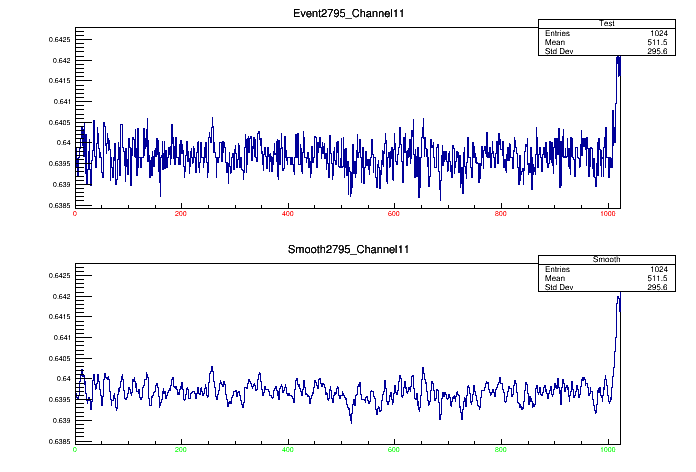 Event2795_Channel11
Test
Entries 1024
Mean 511.5
Std Dev 295.6
0.6425
0.642
0.6415
0.641
0.6405
0.64
0.6395
0.639
0.6385
0 200 400 600 800 1000
Smooth2795_Channel11
Smooth
Entries 1024
Mean 511.5
Std Dev 295.6
0.6425
0.642
0.6415
0.641
0.6405
0.64
0.6395
0.639
0.6385
0 200 400 600 800 1000